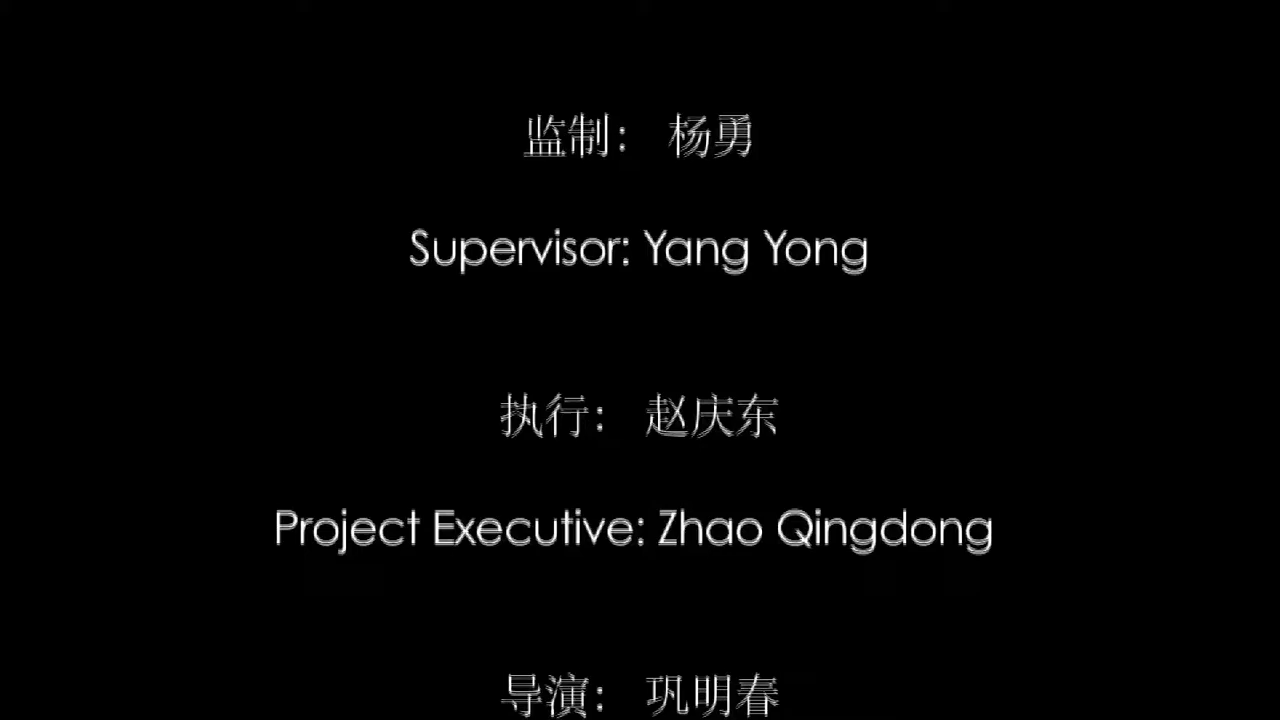 监制： 杨勇
Supervisor: Yang Yong
执行： 赵庆东
Project Executive: Zhao Qingdong
导演： 巩明春